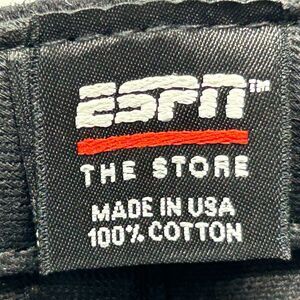 ESPN™
THE STORE
MADE IN USA
100% COTTON